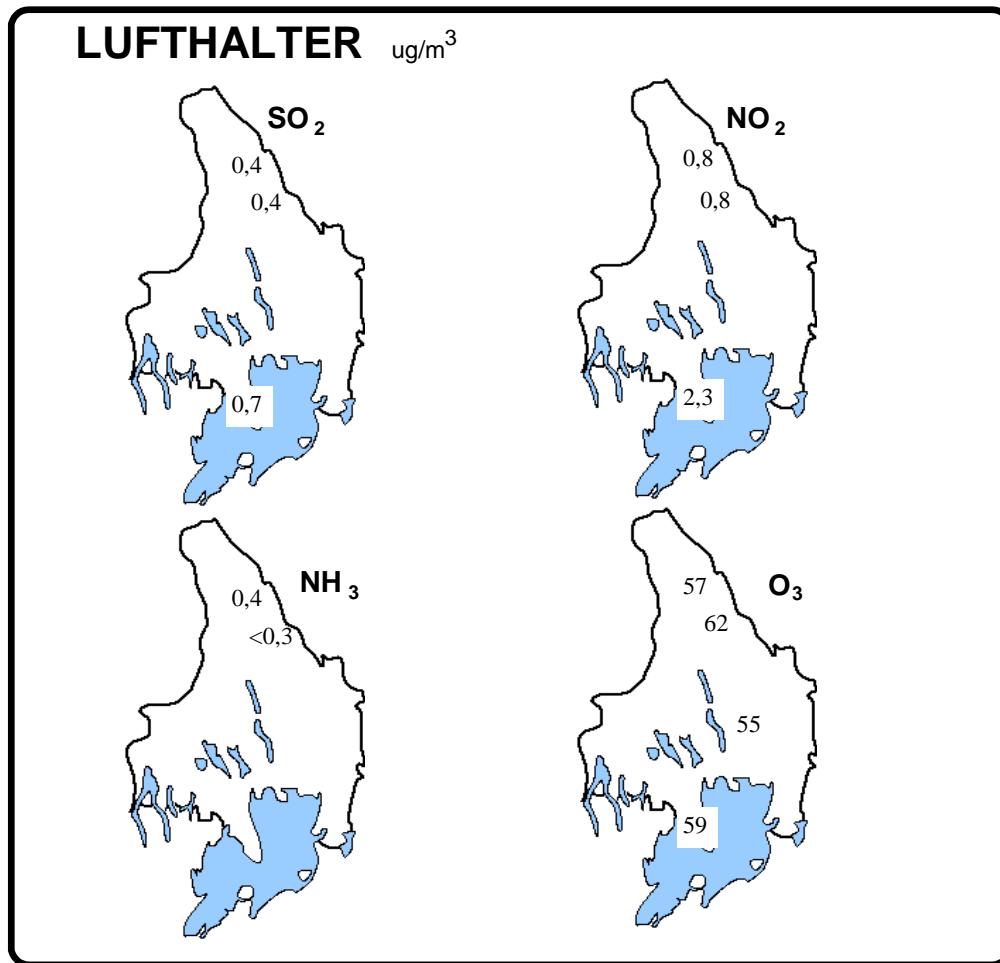 LUFTHALTER ug/m³
SO₂
0,4
0,4
0,7
NO₂
0,8
0,8
2,3
NH₃
0,4
<0,3
O₃
57
62
55
59